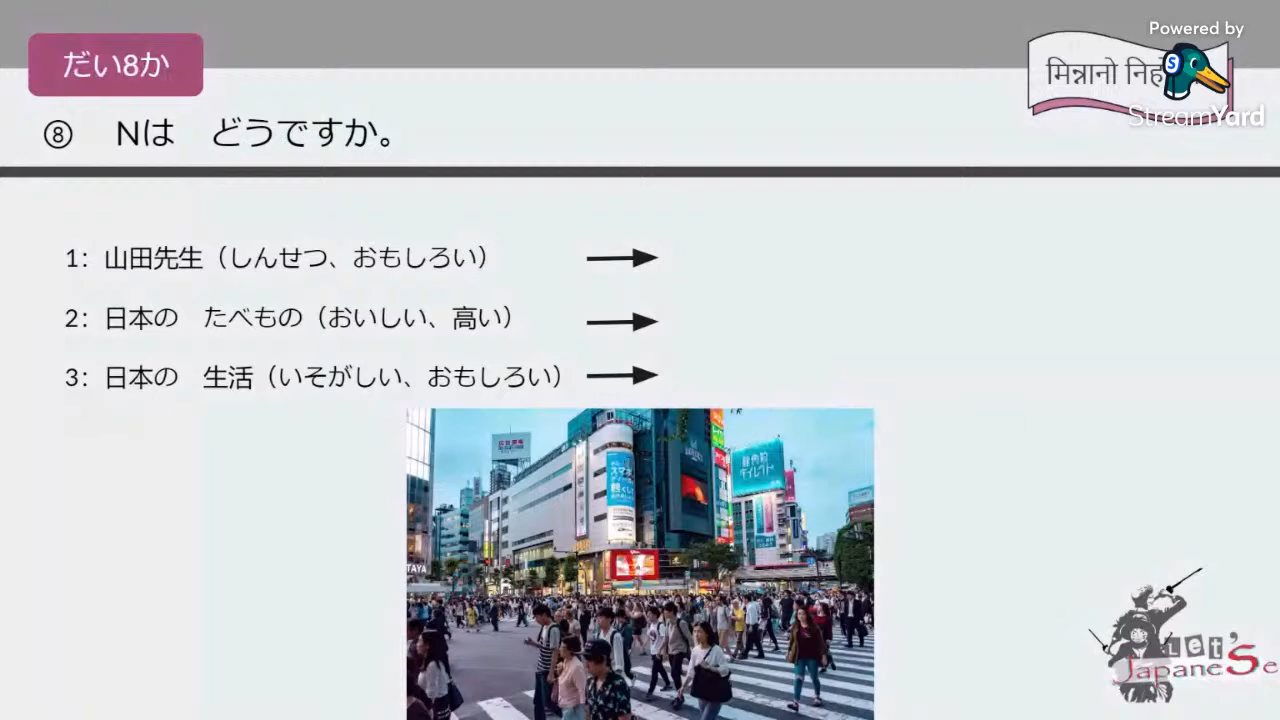 だい8か
Powered by
मिन्नानो
StreamYard
⑧　Nは　どうですか。
1：山田先生（しんせつ、おもしろい）
2：日本の　たべもの（おいしい、高い）
3：日本の　生活（いそがしい、おもしろい）
TAYA
Let's
JapaneSe